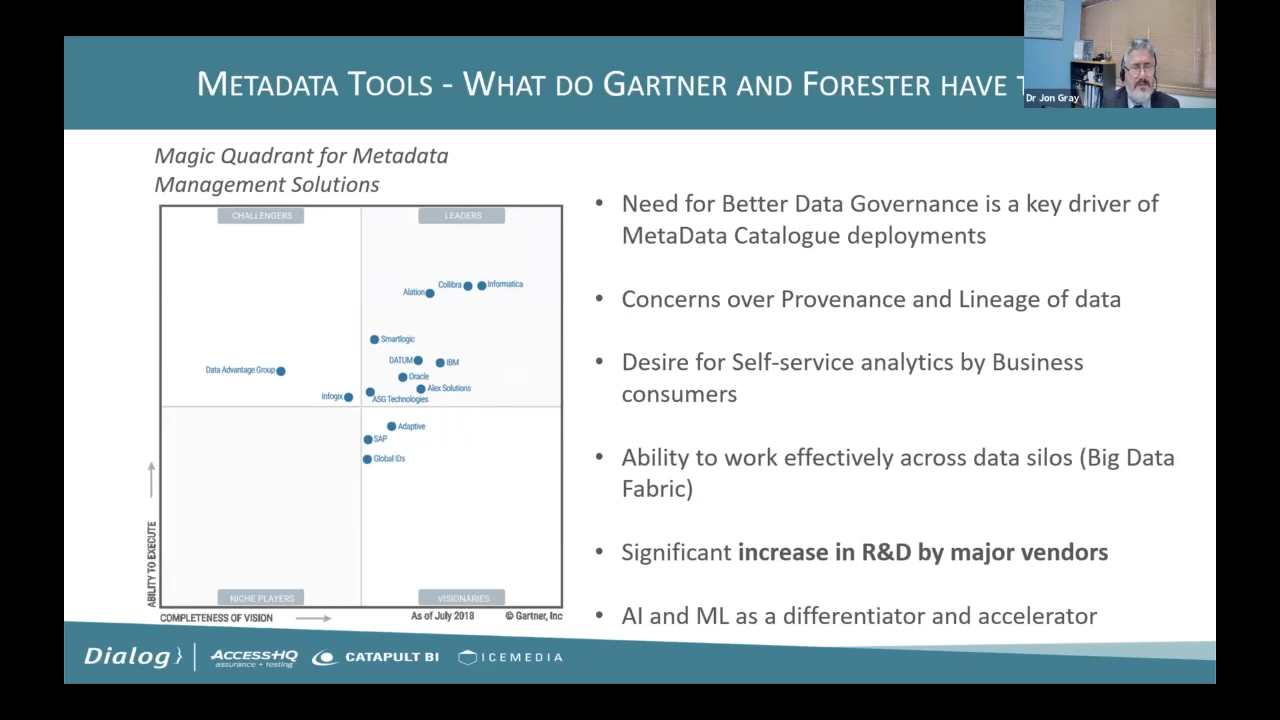 METADATA TOOLS - WHAT DO GARTNER AND FORESTER HAVE
Dr Jon Gray
Magic Quadrant for Metadata
Management Solutions
CHALLENGERS
LEADERS
Collibra
Informatica
Alation
Smartlogic
DATUM
IBM
Data Advantage Group
Oracle
Alex Solutions
Infogix
ASG Technologies
Adaptive
SAP
Global IDs
ABILITY TO EXECUTE
NICHE PLAYERS
VISIONARIES
COMPLETENESS OF VISION
As of July 2018
© Gartner, Inc
• Need for Better Data Governance is a key driver of
MetaData Catalogue deployments
• Concerns over Provenance and Lineage of data
• Desire for Self-service analytics by Business
consumers
• Ability to work effectively across data silos (Big Data
Fabric)
• Significant increase in R&D by major vendors
• AI and ML as a differentiator and accelerator
Dialog}
ACCESSHQ
assurance + testing
CATAPULT BI
ICEMEDIA